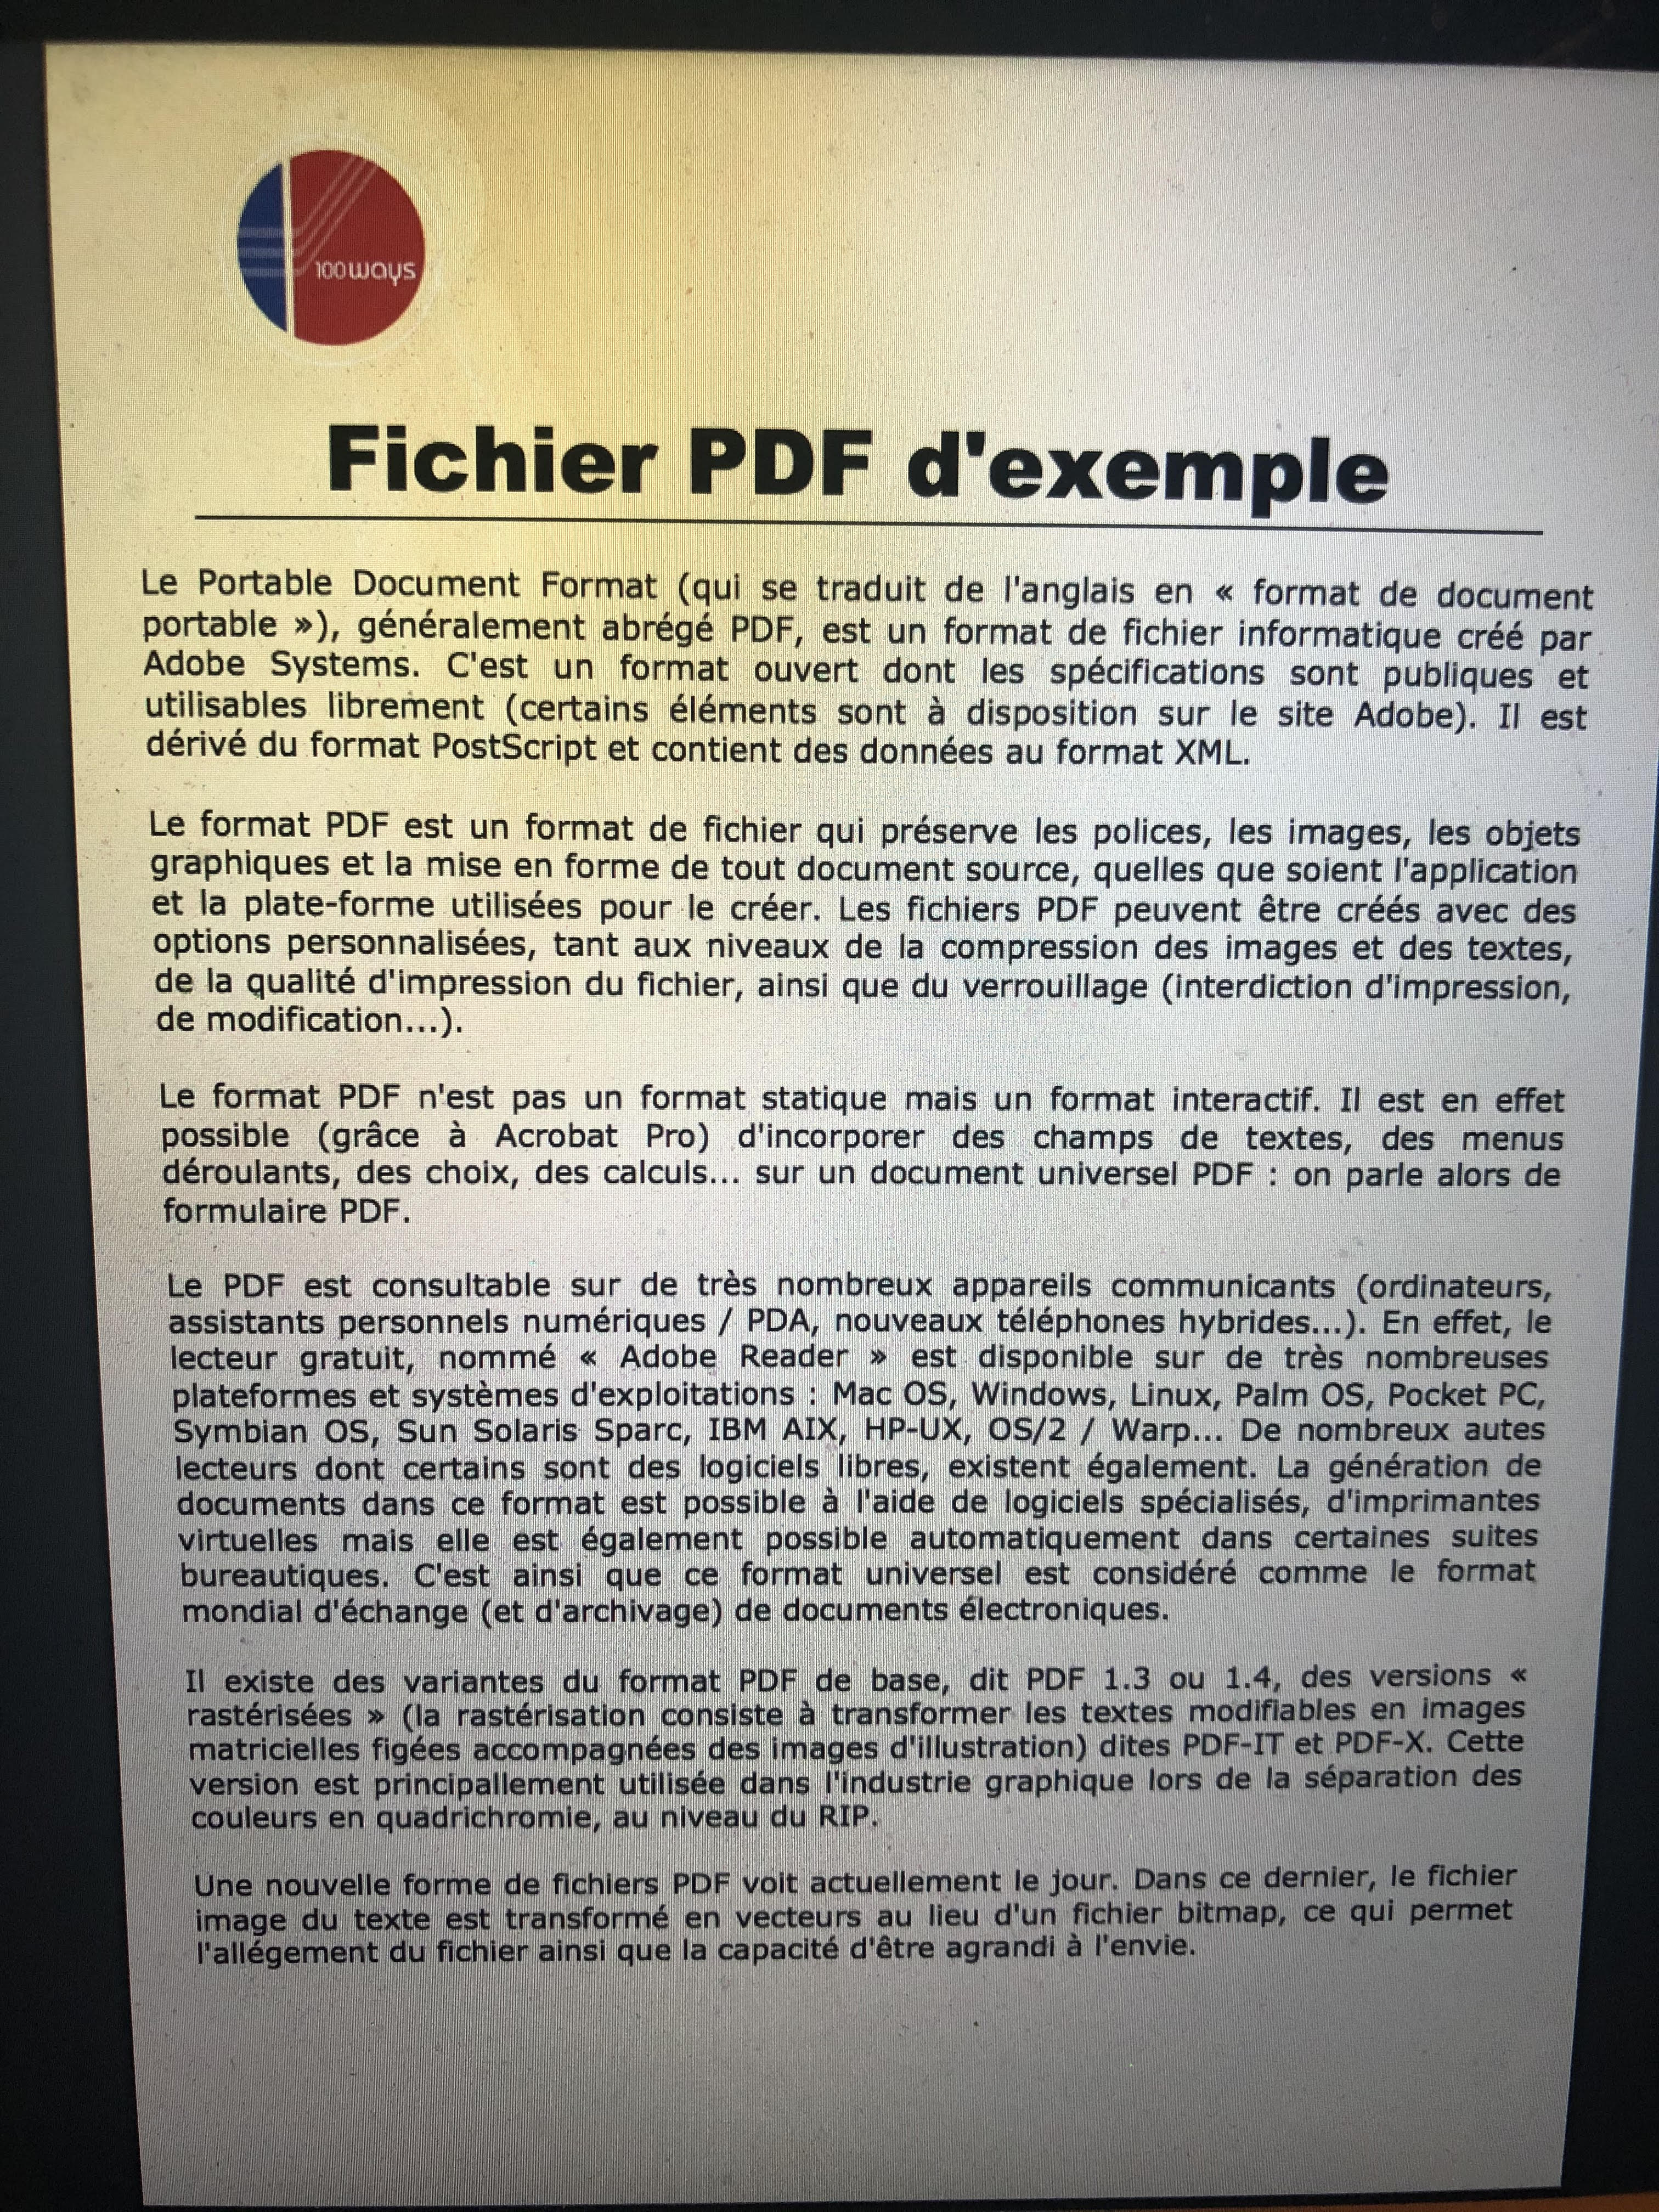 100ways
Fichier PDF d'exemple
Le Portable Document Format (qui se traduit de l'anglais en « format de document
portable »), généralement abrégé PDF, est un format de fichier informatique créé par
Adobe Systems. C'est un format ouvert dont les spécifications sont publiques et
utilisables librement (certains éléments sont à disposition sur le site Adobe). Il est
dérivé du format PostScript et contient des données au format XML.
Le format PDF est un format de fichier qui préserve les polices, les images, les objets
graphiques et la mise en forme de tout document source, quelles que soient l'application
et la plate-forme utilisées pour le créer. Les fichiers PDF peuvent être créés avec des
options personnalisées, tant aux niveaux de la compression des images et des textes,
de la qualité d'impression du fichier, ainsi que du verrouillage (interdiction d'impression,
de modification...).
Le format PDF n'est pas un format statique mais un format interactif. Il est en effet
possible (grâce à Acrobat Pro) d'incorporer des champs de textes, des menus
déroulants, des choix, des calculs... sur un document universel PDF : on parle alors de
formulaire PDF.
Le PDF est consultable sur de très nombreux appareils communicants (ordinateurs,
assistants personnels numériques / PDA, nouveaux téléphones hybrides...). En effet, le
lecteur gratuit, nommé « Adobe Reader » est disponible sur de très nombreuses
plateformes et systèmes d'exploitations : Mac OS, Windows, Linux, Palm OS, Pocket PC,
Symbian OS, Sun Solaris Sparc, IBM AIX, HP-UX, OS/2 / Warp... De nombreux autes
lecteurs dont certains sont des logiciels libres, existent également. La génération de
documents dans ce format est possible à l'aide de logiciels spécialisés, d'imprimantes
virtuelles mais elle est également possible automatiquement dans certaines suites
bureautiques. C'est ainsi que ce format universel est considéré comme le format
mondial d'échange (et d'archivage) de documents électroniques.
Il existe des variantes du format PDF de base, dit PDF 1.3 ou 1.4, des versions «
rastérisées » (la rastérisation consiste à transformer les textes modifiables en images
matricielles figées accompagnées des images d'illustration) dites PDF-IT et PDF-X. Cette
version est principallement utilisée dans l'industrie graphique lors de la séparation des
couleurs en quadrichromie, au niveau du RIP.
Une nouvelle forme de fichiers PDF voit actuellement le jour. Dans ce dernier, le fichier
image du texte est transformé en vecteurs au lieu d'un fichier bitmap, ce qui permet
l'allégement du fichier ainsi que la capacité d'être agrandi à l'envie.